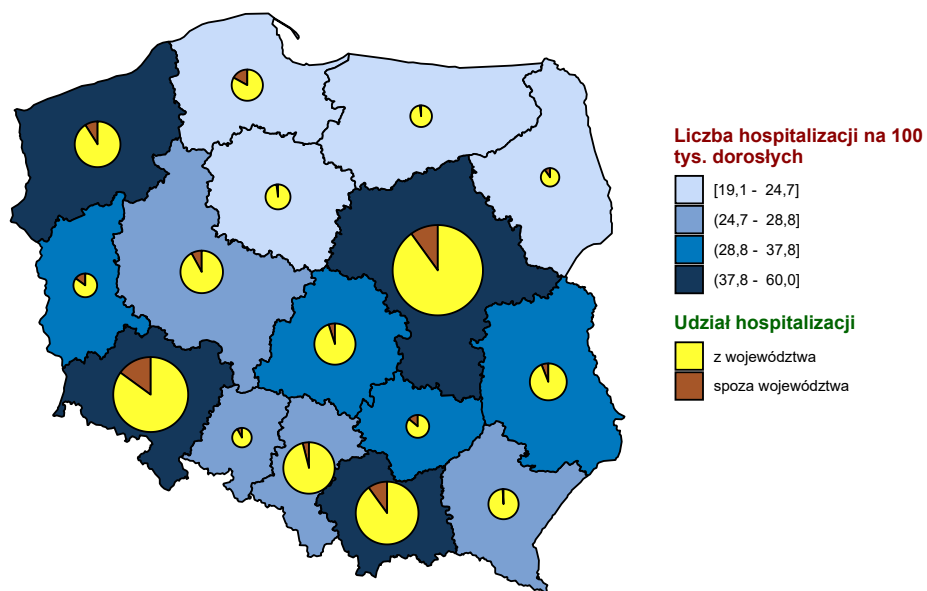 Liczba hospitalizacji na 100
tys. dorosłych
[19,1 - 24,7]
(24,7 - 28,8]
(28,8 - 37,8]
(37,8 - 60,0]
Udział hospitalizacji
z województwa
spoza województwa